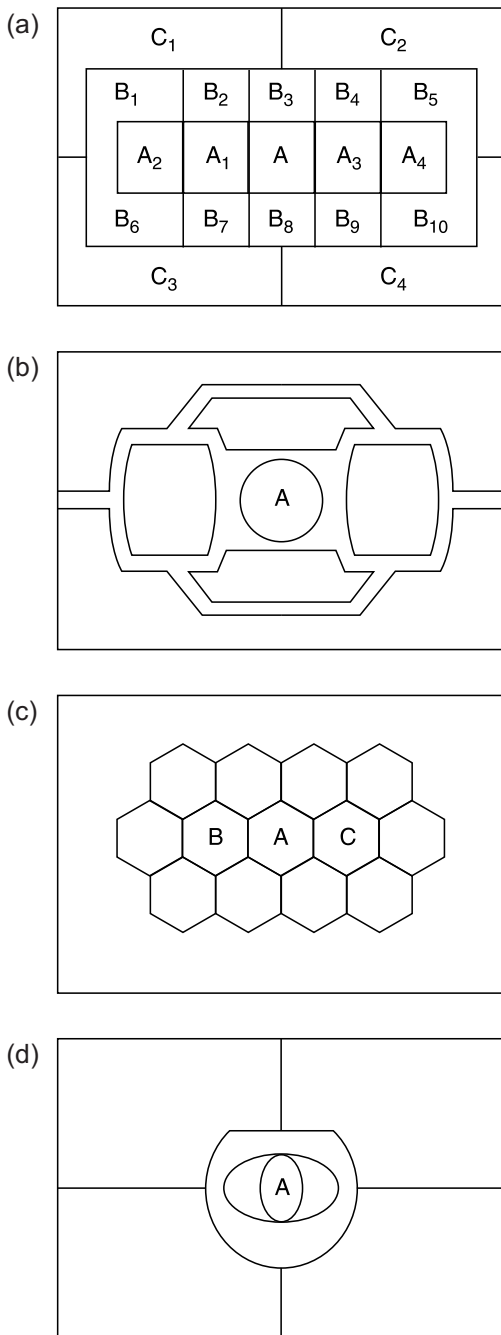 (a)
C₁ C₂
B₁ B₂ B₃ B₄ B₅
A₂ A₁ A A₃ A₄
B₆ B₇ B₈ B₉ B₁₀
C₃ C₄
(b)
A
(c)
B A C
(d)
A